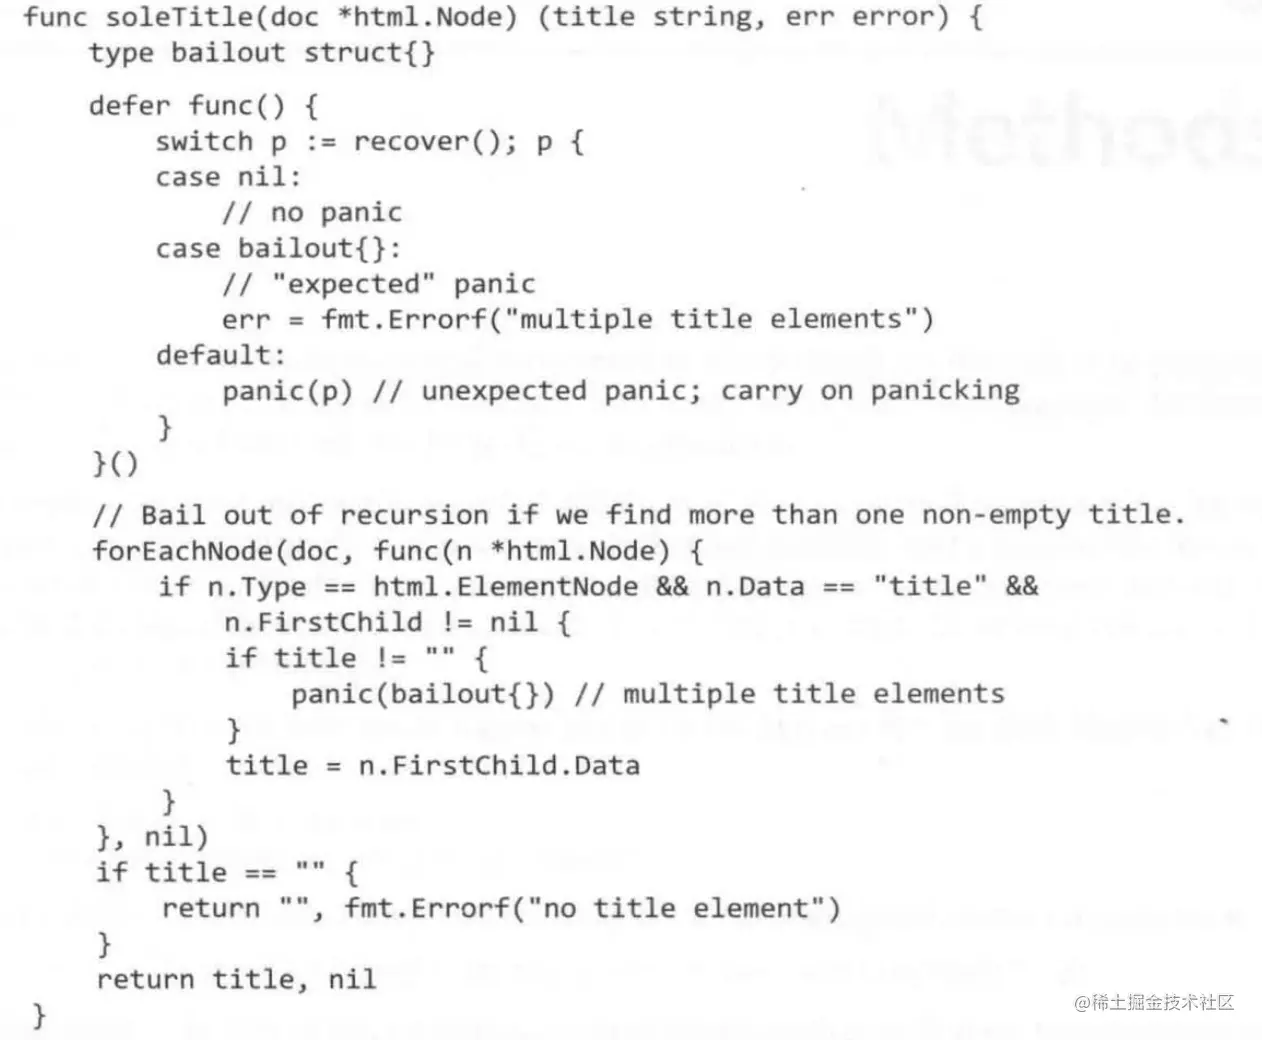 func soleTitle(doc *html.Node) (title string, err error) {
    type bailout struct{}
    defer func() {
        switch p := recover(); p {
        case nil:
            // no panic
        case bailout{}:
            // "expected" panic
            err = fmt.Errorf("multiple title elements")
        default:
            panic(p) // unexpected panic; carry on panicking
        }
    }()
    // Bail out of recursion if we find more than one non-empty title.
    forEachNode(doc, func(n *html.Node) {
        if n.Type == html.ElementNode && n.Data == "title" &&
            n.FirstChild != nil {
            if title != "" {
                panic(bailout{}) // multiple title elements
            }
            title = n.FirstChild.Data
        }
    }, nil)
    if title == "" {
        return "", fmt.Errorf("no title element")
    }
    return title, nil
}
Methods
@稀土掘金技术社区